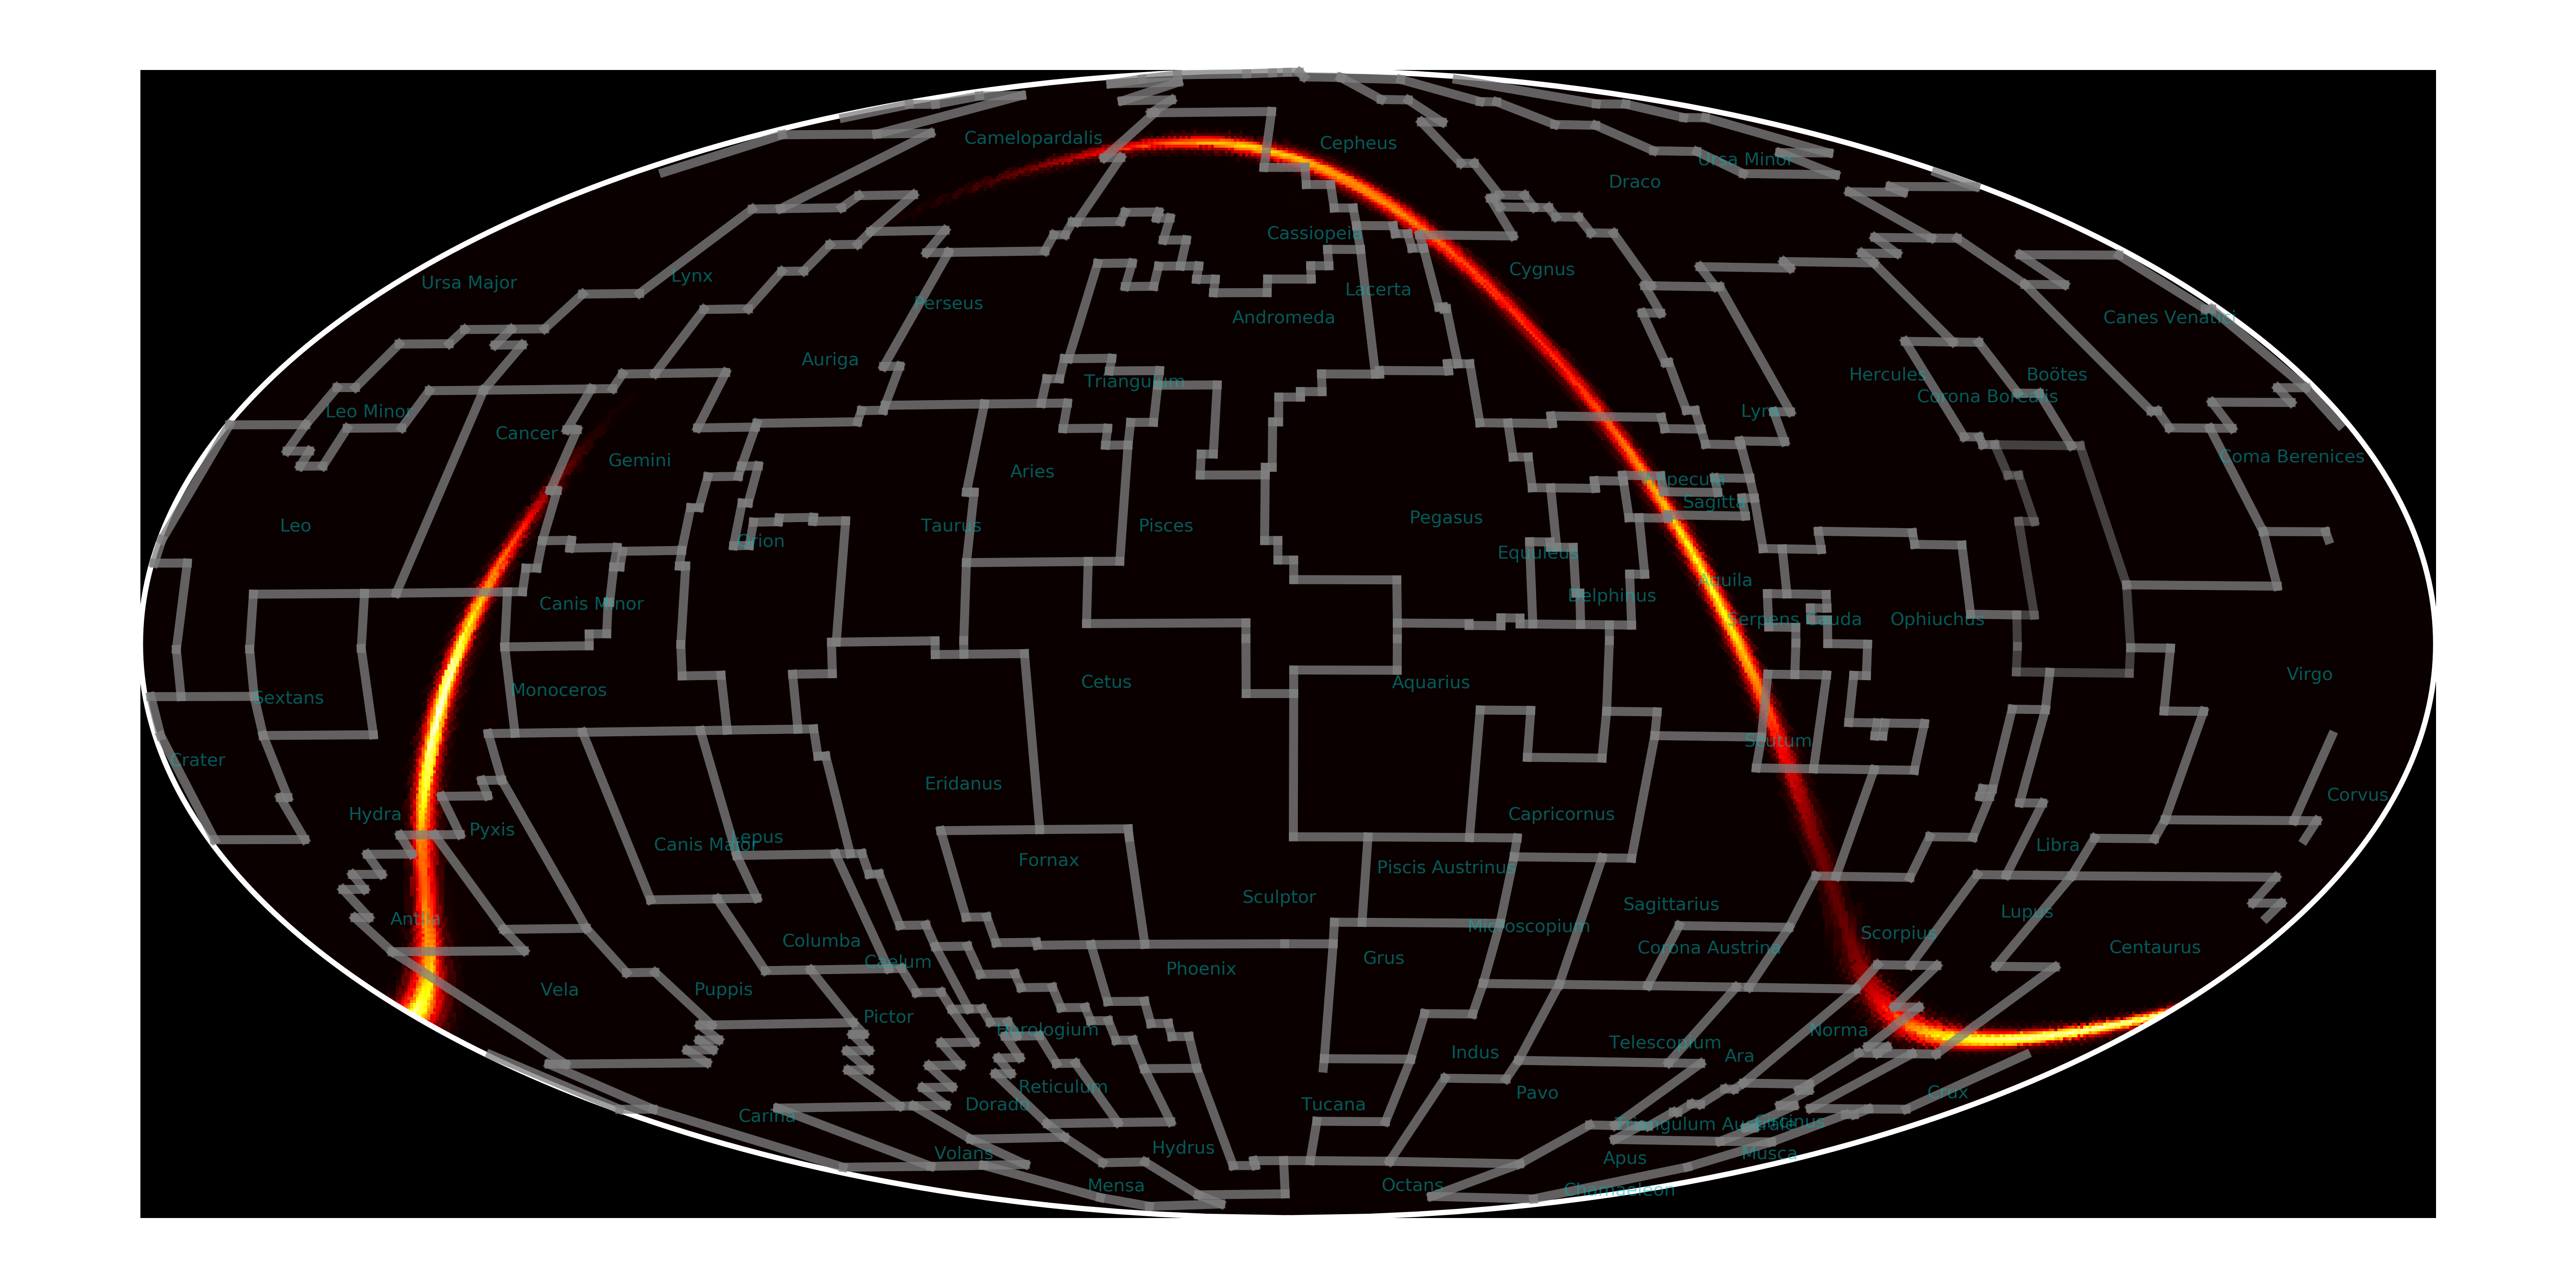 Camelopardalis
Cepheus
Ursa Minor
Draco
Cassiopeia
Ursa Major
Lynx
Cygnus
Perseus
Lacerta
Andromeda
Canes Venatici
Auriga
Triangulum
Hercules
Boötes
Corona Borealis
Leo Minor
Lyra
Cancer
Gemini
Coma Berenices
Aries
Vulpecula
Sagitta
Leo
Taurus
Pisces
Pegasus
Orion
Equuleus
Aquila
Delphinus
Canis Minor
Serpens Cauda
Ophiuchus
Virgo
Sextans
Monoceros
Cetus
Aquarius
Scutum
Crater
Eridanus
Corvus
Hydra
Capricornus
Pyxis
Lepus
Canis Major
Libra
Fornax
Piscis Austrinus
Sculptor
Sagittarius
Lupus
Antlia
Microscopium
Scorpius
Columba
Corona Austrina
Centaurus
Caelum
Grus
Phoenix
Vela
Puppis
Pictor
Horologium
Norma
Telescopium
Indus
Ara
Reticulum
Pavo
Crux
Dorado
Tucana
Carina
Triangulum Australe
Circinus
Hydrus
Volans
Musca
Apus
Mensa
Octans
Chamaeleon